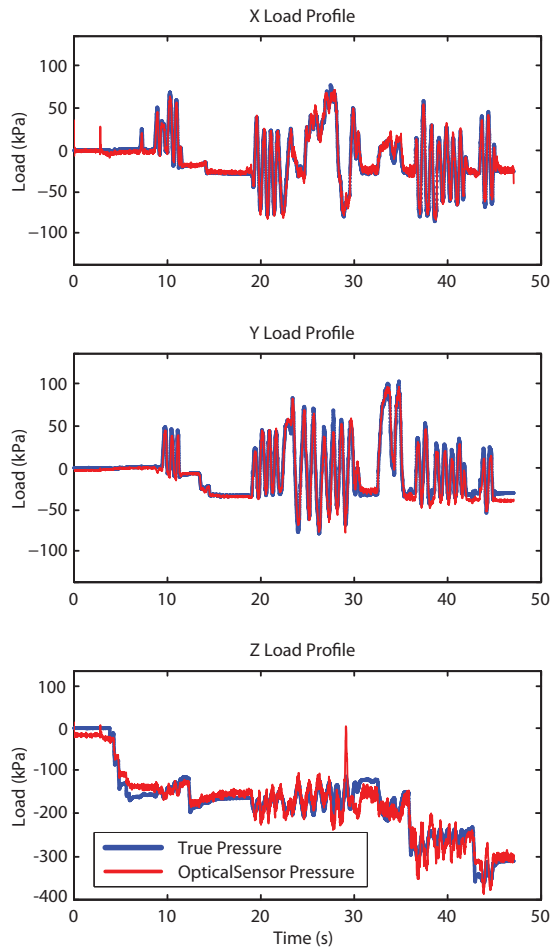 X Load Profile
100
50
0
−50
−100
Load (kPa)
0 10 20 30 40 50
Y Load Profile
100
50
0
−50
−100
Load (kPa)
0 10 20 30 40 50
Z Load Profile
100
0
-100
-200
-300
-400
Load (kPa)
True Pressure
OpticalSensor Pressure
0 10 20 30 40 50
Time (s)